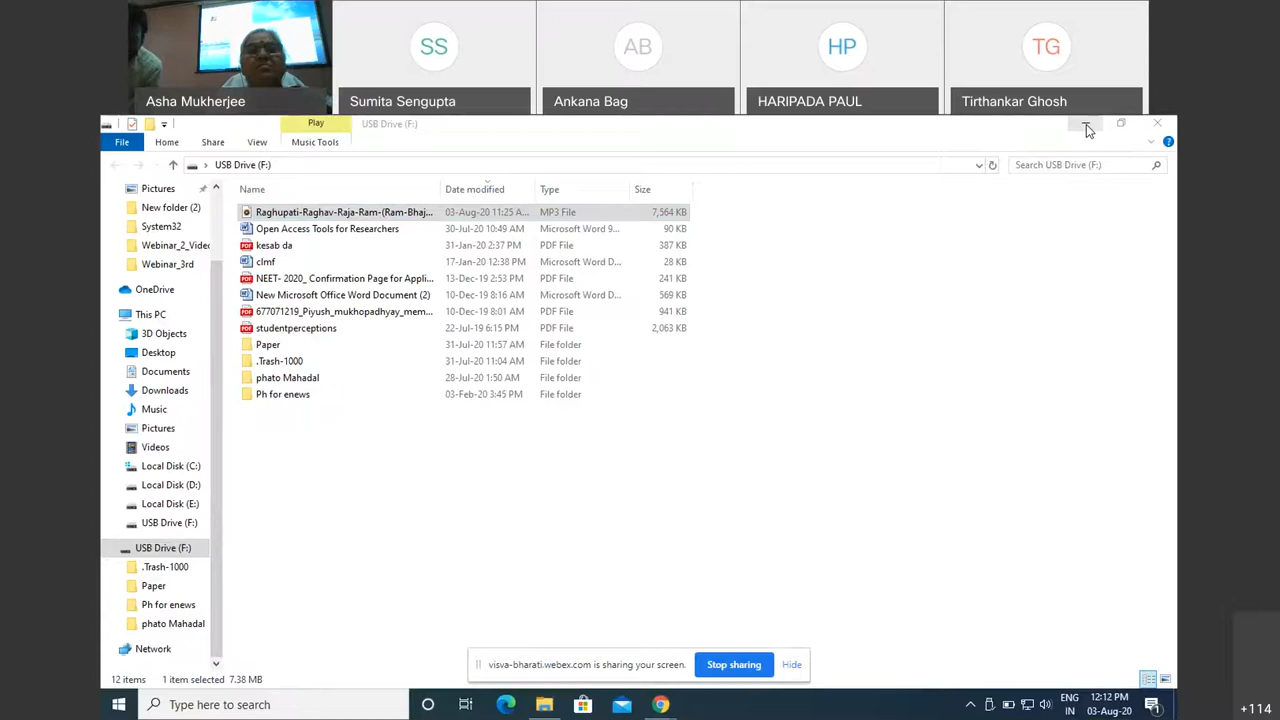 SS
AB
HP
TG
Asha Mukherjee
Sumita Sengupta
Ankana Bag
HARIPADA PAUL
Tirthankar Ghosh
Play
USB Drive (F:)
File
Home
Share
View
Music Tools
USB Drive (F:)
Search USB Drive (F:)
Name
Date modified
Type
Size
Raghupati-Raghav-Raja-Ram-(Ram-Bhaj... 03-Aug-20 11:25 A... MP3 File 7,564 KB
Open Access Tools for Researchers 30-Jul-20 10:49 AM Microsoft Word 9... 90 KB
kesab da 31-Jan-20 2:37 PM PDF File 387 KB
clmf 17-Jan-20 12:38 PM Microsoft Word D... 28 KB
NEET- 2020_ Confirmation Page for Appli... 13-Dec-19 2:53 PM PDF File 241 KB
New Microsoft Office Word Document (2) 10-Dec-19 8:16 AM Microsoft Word D... 569 KB
677071219_Piyush_mukhopadhyay_mem... 10-Dec-19 8:01 AM PDF File 941 KB
studentperceptions 22-Jul-19 6:15 PM PDF File 2,063 KB
Paper 31-Jul-20 11:57 AM File folder
.Trash-1000 31-Jul-20 11:04 AM File folder
phato Mahadal 28-Jul-20 1:50 AM File folder
Ph for enews 03-Feb-20 3:45 PM File folder
Pictures
New folder (2)
System32
Webinar_2_Video
Webinar_3rd
OneDrive
This PC
3D Objects
Desktop
Documents
Downloads
Music
Pictures
Videos
Local Disk (C:)
Local Disk (D:)
Local Disk (E:)
USB Drive (F:)
USB Drive (F:)
.Trash-1000
Paper
Ph for enews
phato Mahadal
Network
visva-bharati.webex.com is sharing your screen.
Stop sharing
Hide
12 items 1 item selected 7.38 MB
Type here to search
ENG
IN
12:12 PM
03-Aug-20
1
+114